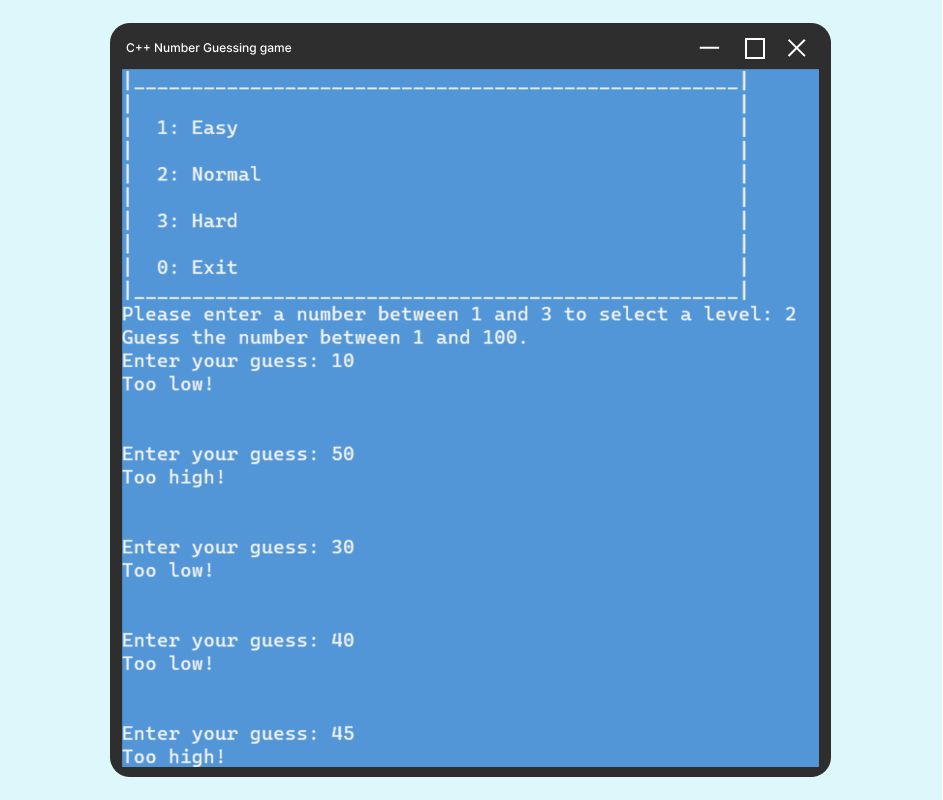 C++ Number Guessing game
|____________________________________________________|
|
| 1: Easy |
| |
| 2: Normal |
| |
| 3: Hard |
| |
| 0: Exit |
|____________________________________________________|
Please enter a number between 1 and 3 to select a level: 2
Guess the number between 1 and 100.
Enter your guess: 10
Too low!
Enter your guess: 50
Too high!
Enter your guess: 30
Too low!
Enter your guess: 40
Too low!
Enter your guess: 45
Too high!